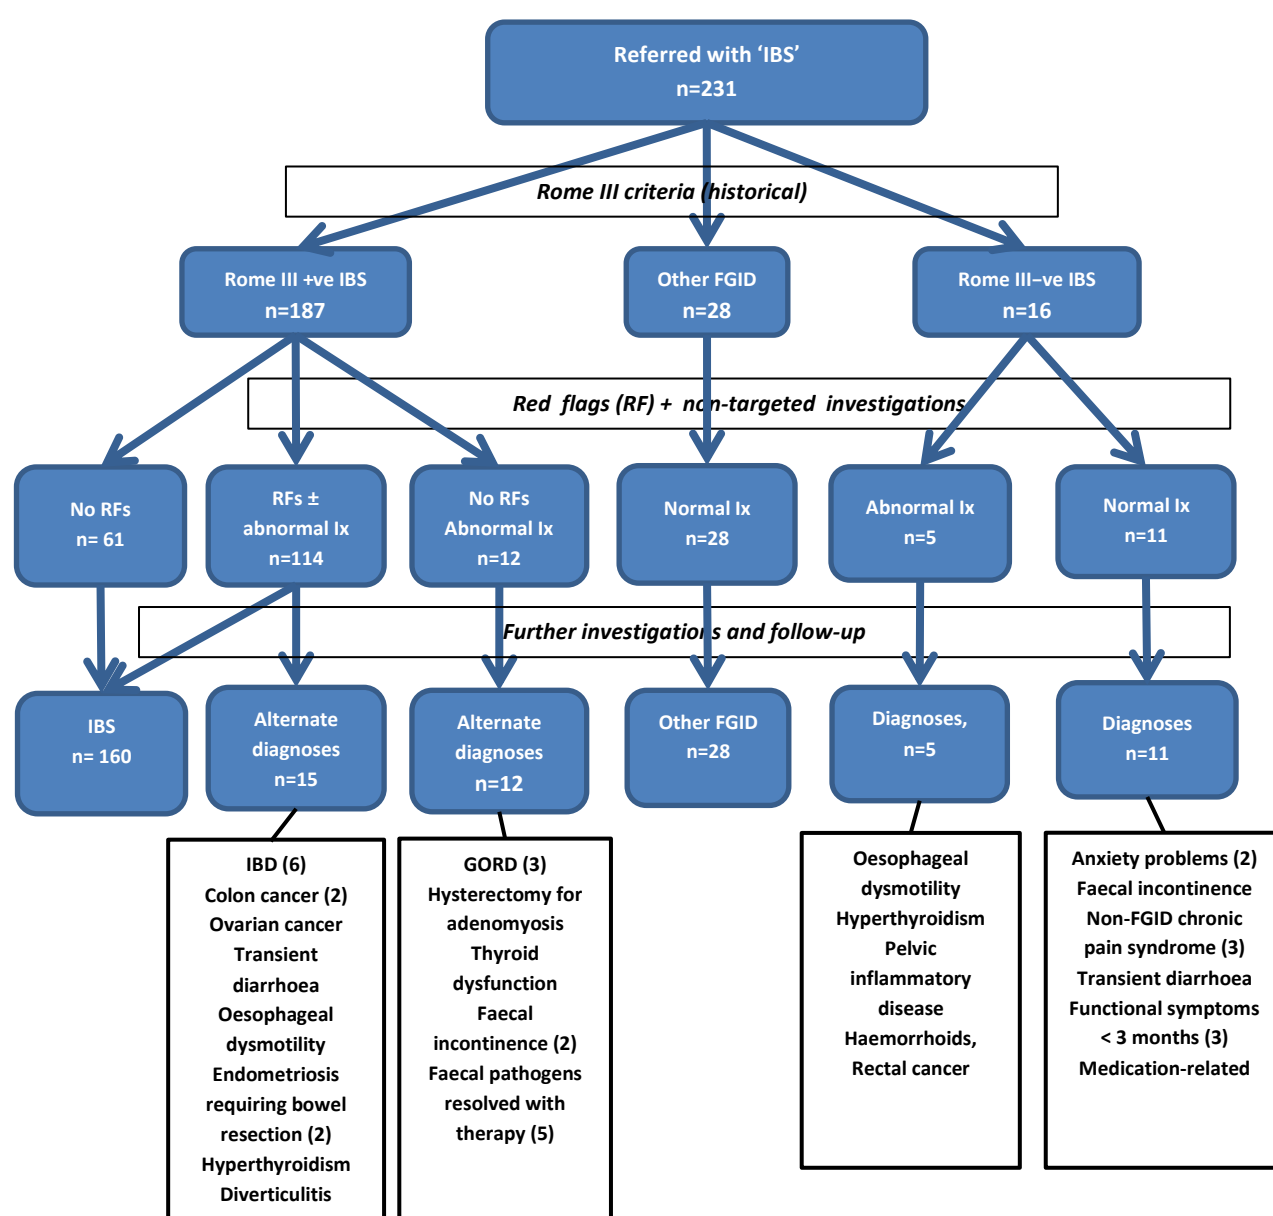 Referred with ‘IBS’
n=231
Rome III criteria (historical)
Rome III +ve IBS
n=187
Other FGID
n=28
Rome III–ve IBS
n=16
Red flags (RF) + non-targeted investigations
No RFs
n= 61
RFs ±
abnormal Ix
n=114
No RFs
Abnormal Ix
n=12
Normal Ix
n=28
Abnormal Ix
n=5
Normal Ix
n=11
Further investigations and follow-up
IBS
n= 160
Alternate
diagnoses
n=15
Alternate
diagnoses
n=12
Other FGID
n=28
Diagnoses,
n=5
Diagnoses
n=11
IBD (6)
Colon cancer (2)
Ovarian cancer
Transient
diarrhoea
Oesophageal
dysmotility
Endometriosis
requiring bowel
resection (2)
Hyperthyroidism
Diverticulitis
GORD (3)
Hysterectomy for
adenomyosis
Thyroid
dysfunction
Faecal
incontinence (2)
Faecal pathogens
resolved with
therapy (5)
Oesophageal
dysmotility
Hyperthyroidism
Pelvic
inflammatory
disease
Haemorrhoids,
Rectal cancer
Anxiety problems (2)
Faecal incontinence
Non-FGID chronic
pain syndrome (3)
Transient diarrhoea
Functional symptoms
< 3 months (3)
Medication-related